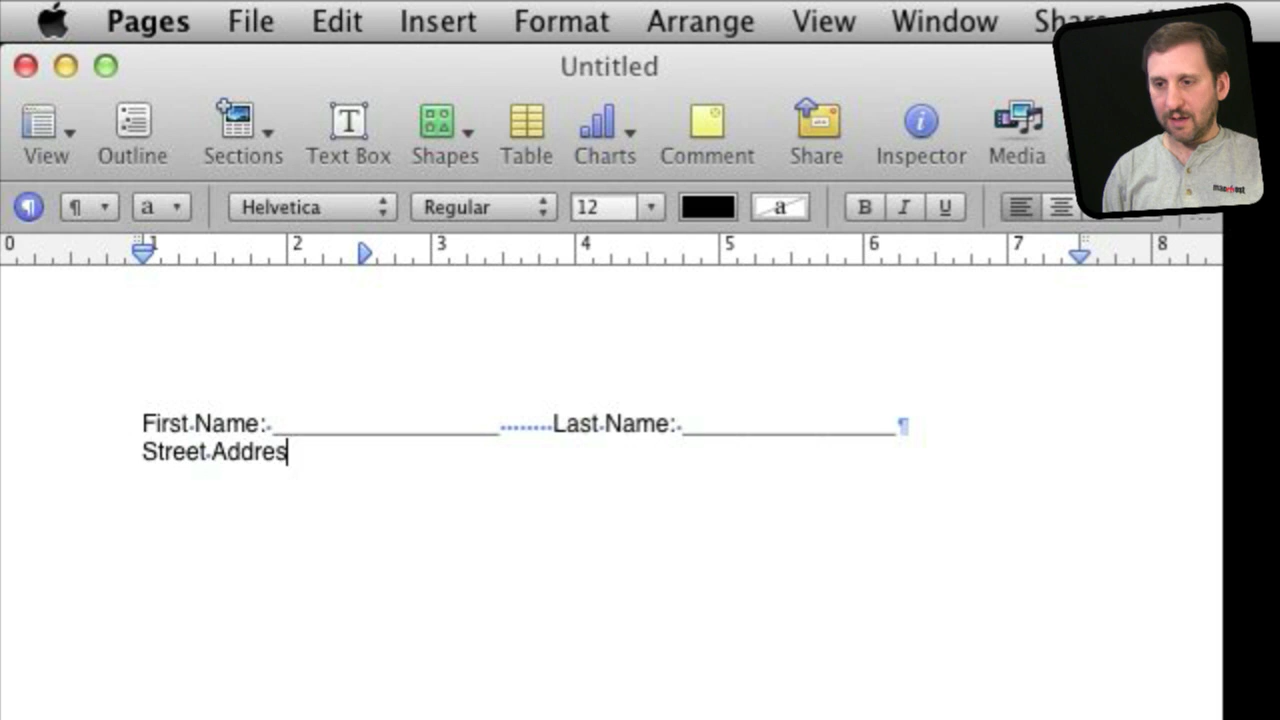 Pages File Edit Insert Format Arrange View Window
Untitled
View Outline Sections Text Box Shapes Table Charts Comment Share Inspector Media
a Helvetica Regular 12 a B I U
0 1 2 3 4 5 6 7 8
First Name: _________________ Last Name: ________________ ¶
Street Addres